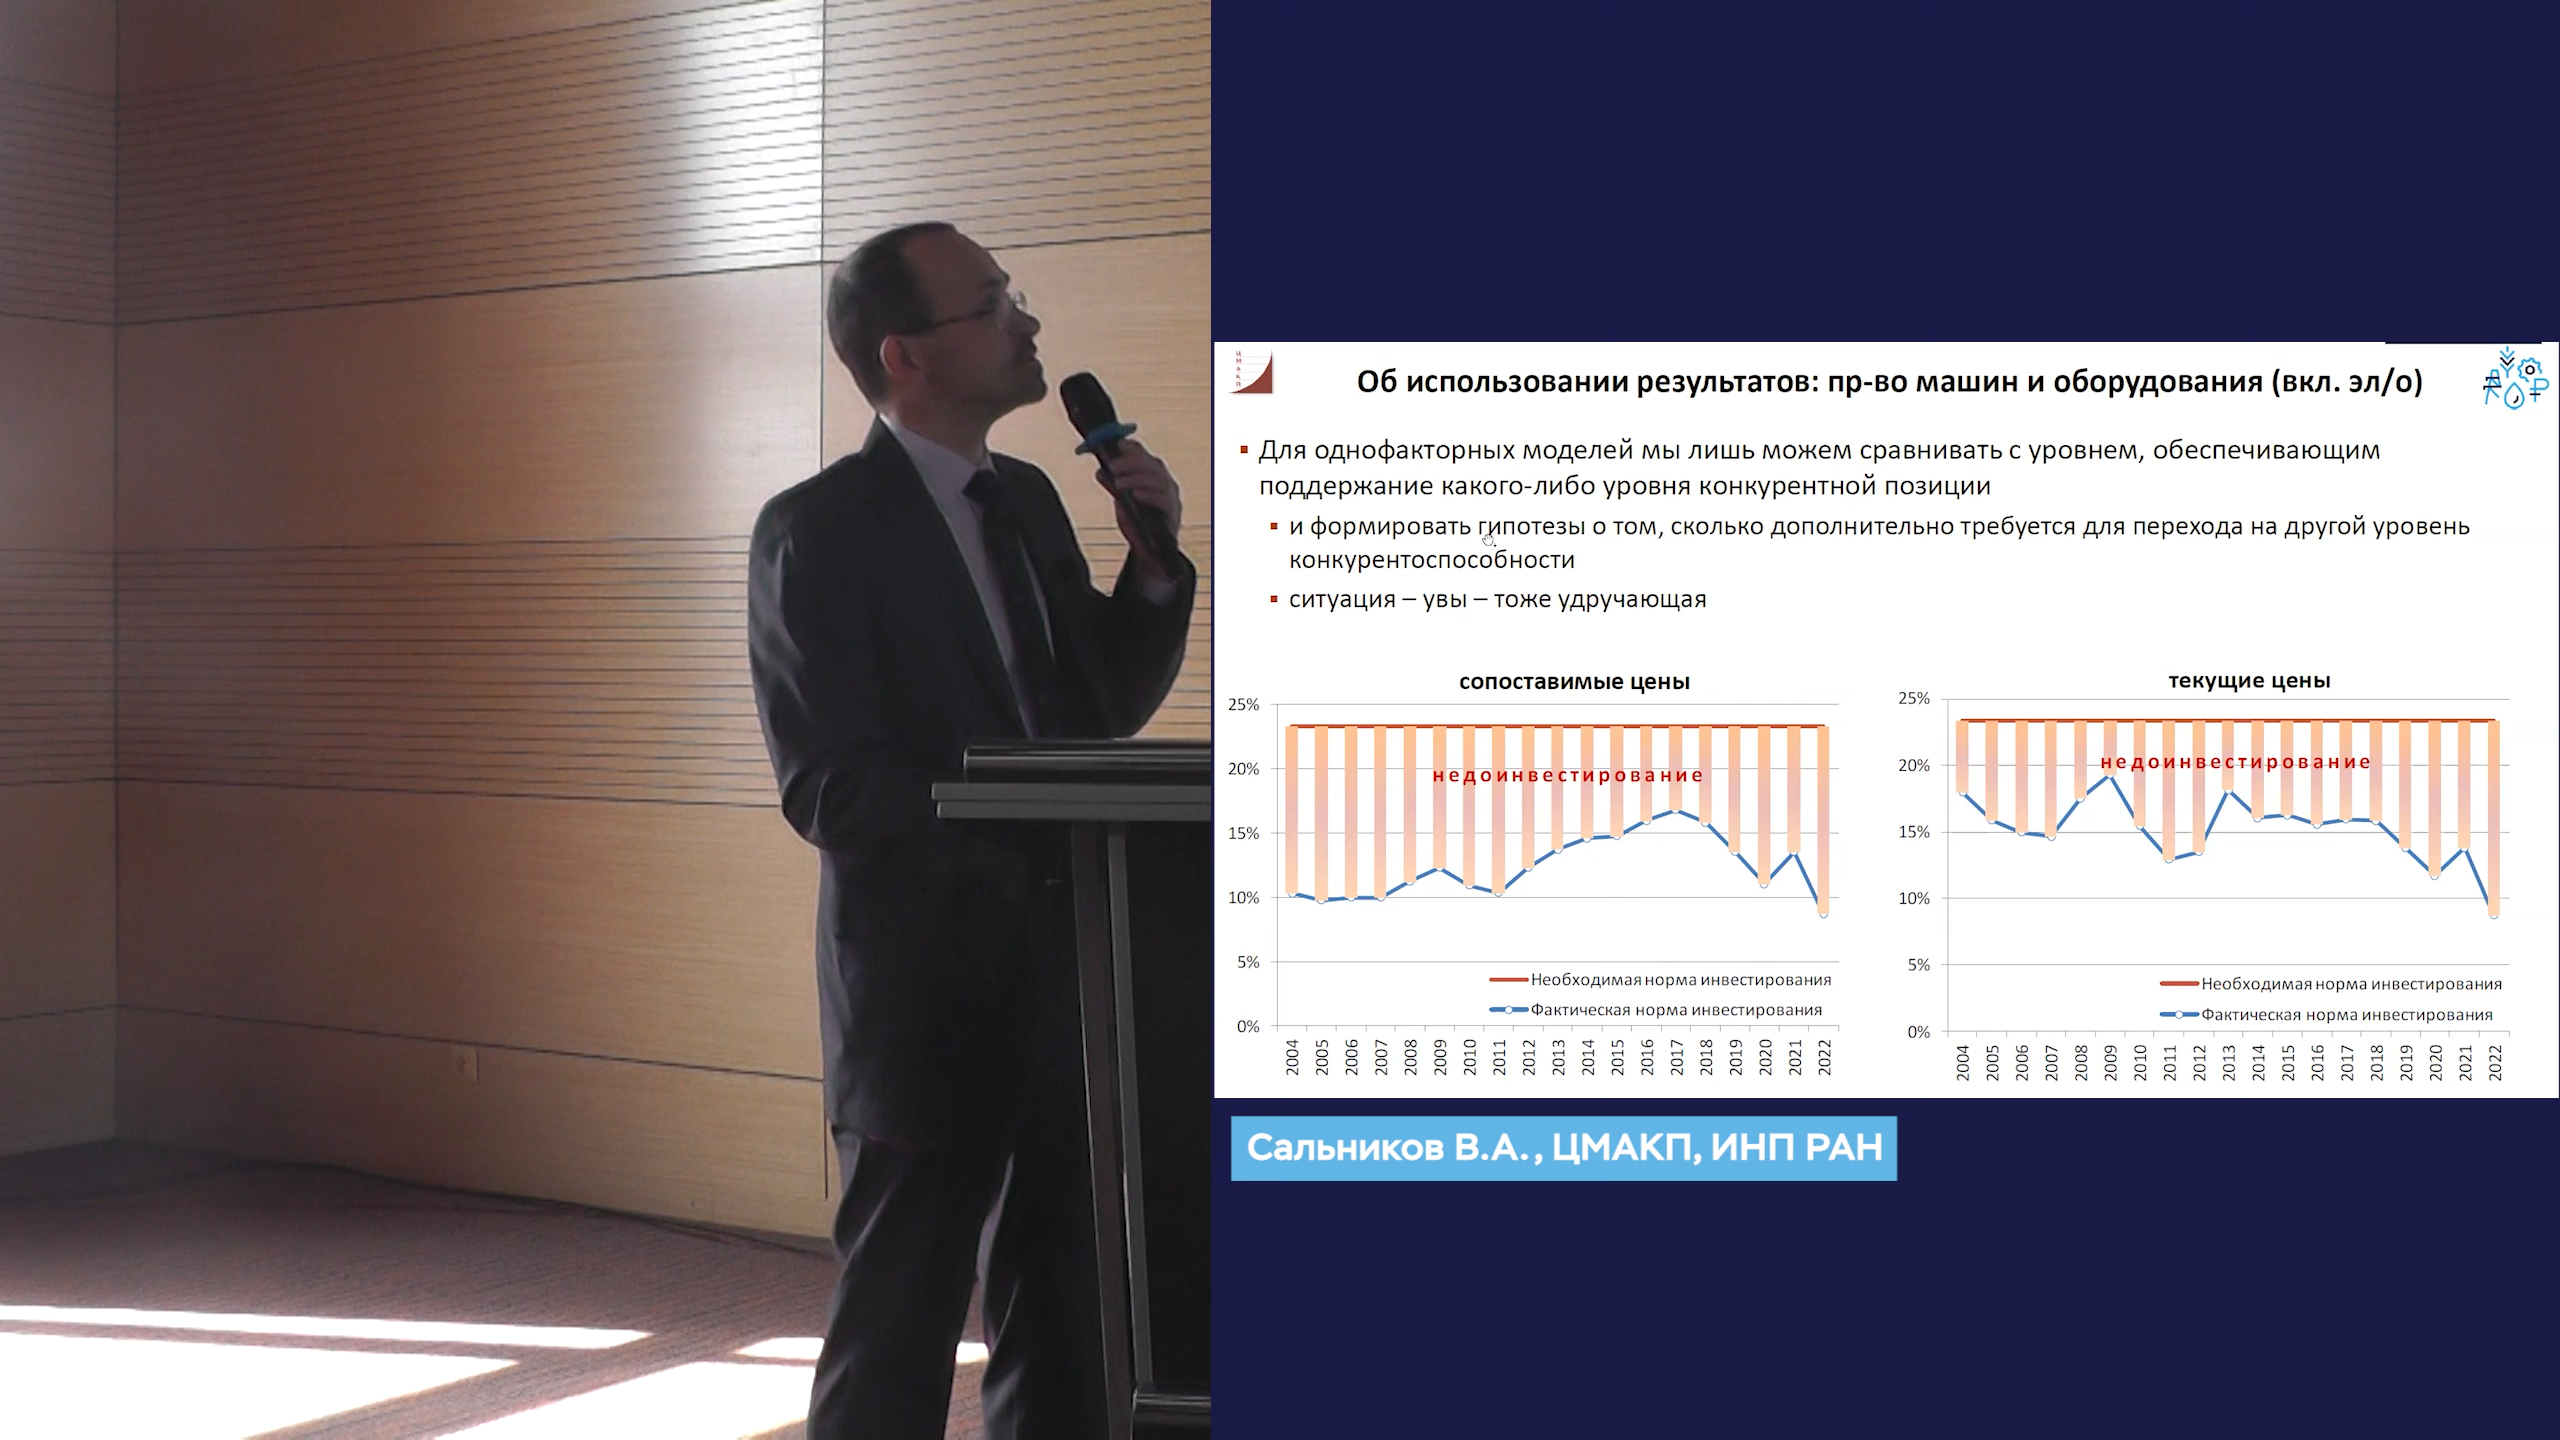 ЦМАКП
Об использовании результатов: пр-во машин и оборудования (вкл. эл/о)
Для однофакторных моделей мы лишь можем сравнивать с уровнем, обеспечивающим
поддержание какого-либо уровня конкурентной позиции
и формировать гипотезы о том, сколько дополнительно требуется для перехода на другой уровень
конкурентоспособности
ситуация – увы – тоже удручающая
сопоставимые цены
25%
20%
15%
10%
5%
0%
недоинвестирование
Необходимая норма инвестирования
Фактическая норма инвестирования
2004 2005 2006 2007 2008 2009 2010 2011 2012 2013 2014 2015 2016 2017 2018 2019 2020 2021 2022
текущие цены
25%
20%
15%
10%
5%
0%
недоинвестирование
Необходимая норма инвестирования
Фактическая норма инвестирования
2004 2005 2006 2007 2008 2009 2010 2011 2012 2013 2014 2015 2016 2017 2018 2019 2020 2021 2022
Сальников В.А., ЦМАКП, ИНП РАН